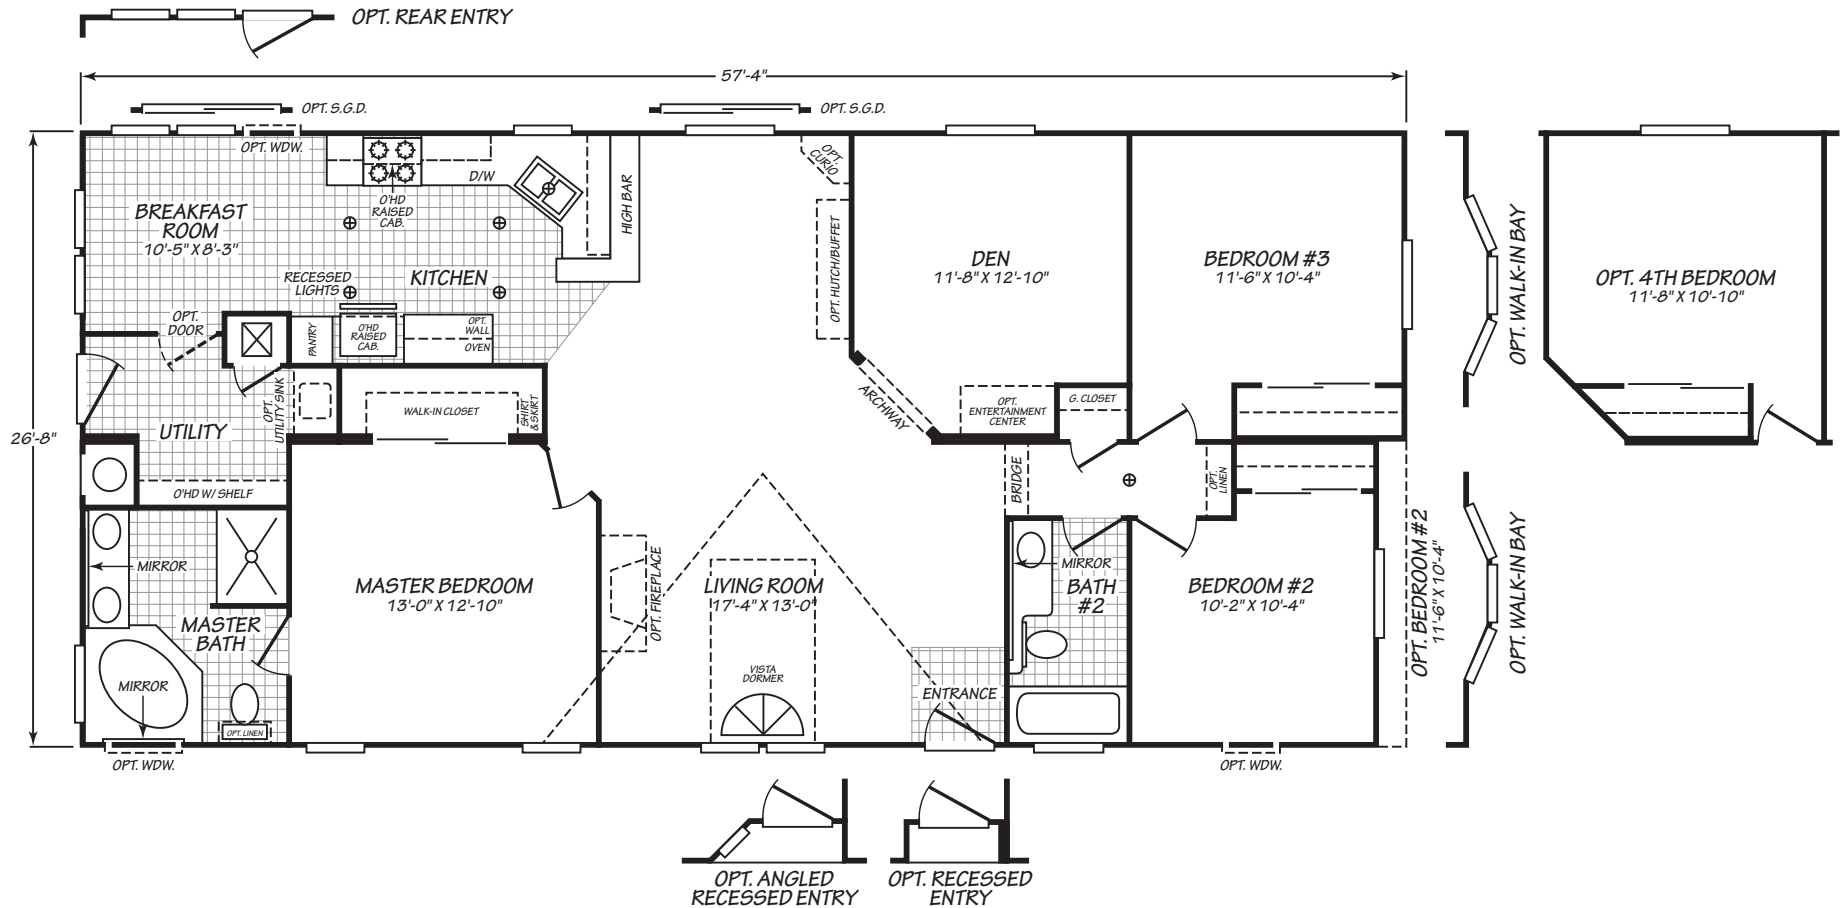 OPT. REAR ENTRY
57'-4"
OPT. S.G.D.
OPT. S.G.D.
OPT. WDW.
D/W
O'HD
RAISED
CAB.
HIGH BAR
BREAKFAST
ROOM
10'-5" X 8'-3"
RECESSED
LIGHTS
KITCHEN
OPT.
DOOR
PANTRY
O'HD
RAISED
CAB.
OPT.
WALL
OVEN
OPT.
CURIO
OPT. HUTCH/BUFFET
DEN
11'-8" X 12'-10"
ARCHWAY
OPT.
ENTERTAINMENT
CENTER
G. CLOSET
BEDROOM #3
11'-6" X 10'-4"
OPT. WALK-IN BAY
OPT. 4TH BEDROOM
11'-8" X 10'-10"
26'-8"
UTILITY
OPT.
UTILITY SINK
WALK-IN CLOSET
SHIRT
& SKIRT
O'HD W/ SHELF
BRIDGE
OPT.
LINEN
MIRROR
MASTER
BATH
MIRROR
OPT. LINEN
OPT. WDW.
MASTER BEDROOM
13'-0" X 12'-10"
OPT. FIREPLACE
LIVING ROOM
17'-4" X 13'-0"
VISTA
DORMER
ENTRANCE
MIRROR
BATH
#2
BEDROOM #2
10'-2" X 10'-4"
OPT. WDW.
OPT. BEDROOM #2
11'-6" X 10'-4"
OPT. WALK-IN BAY
OPT. ANGLED
RECESSED ENTRY
OPT. RECESSED
ENTRY